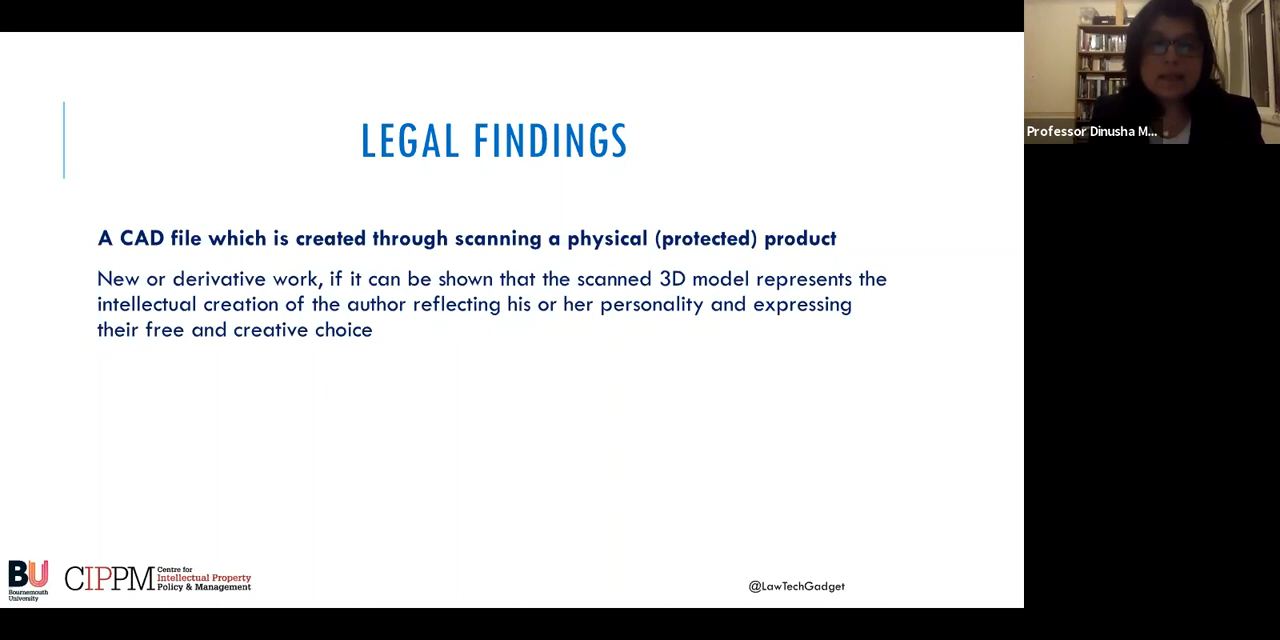 LEGAL FINDINGS
A CAD file which is created through scanning a physical (protected) product
New or derivative work, if it can be shown that the scanned 3D model represents the
intellectual creation of the author reflecting his or her personality and expressing
their free and creative choice
Professor Dinusha M...
BU
Bournemouth
University
CIPPM
Centre for
Intellectual Property
Policy & Management
@LawTechGadget